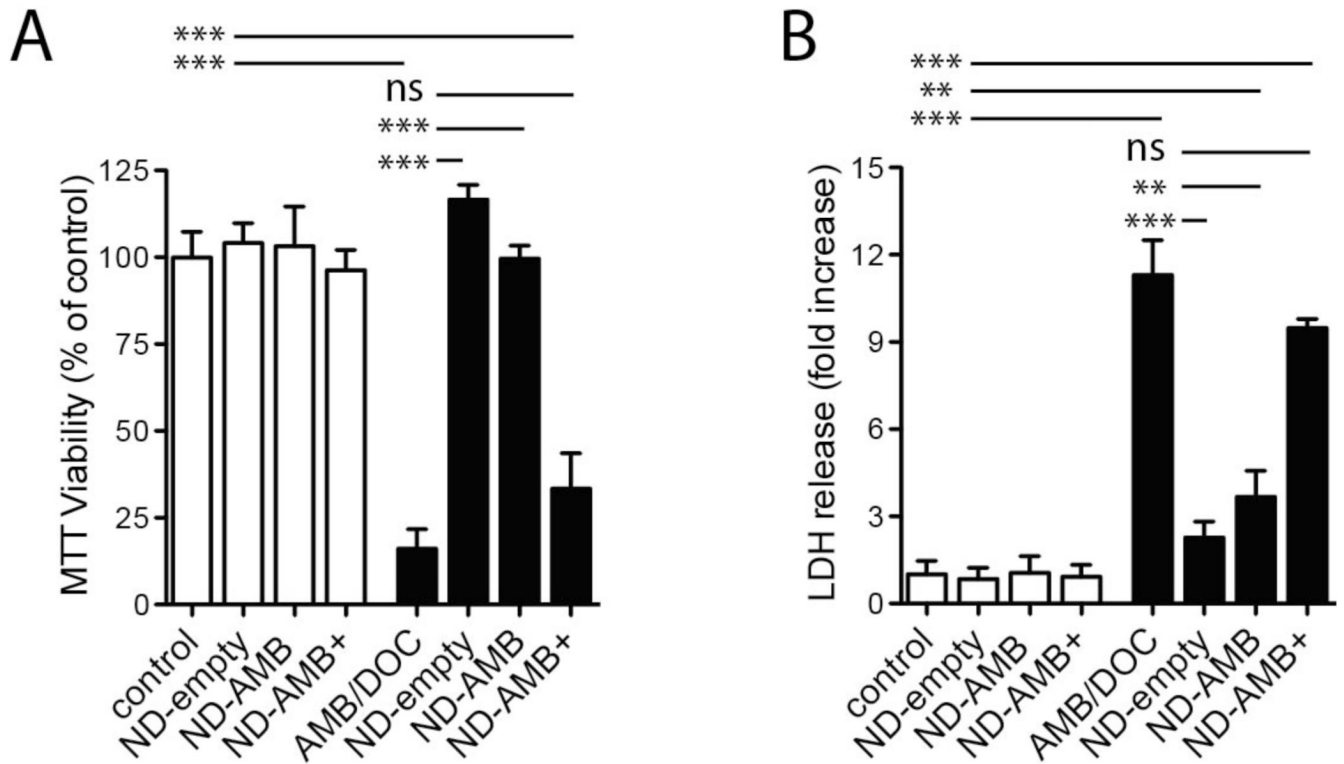 A
***
***
ns
***
***
MTT Viability (% of control)
125
100
75
50
25
0
control
ND-empty
ND-AMB
ND-AMB+
AMB/DOC
ND-empty
ND-AMB
ND-AMB+
B
***
**
***
ns
**
***
LDH release (fold increase)
15
12
9
6
3
0
control
ND-empty
ND-AMB
ND-AMB+
AMB/DOC
ND-empty
ND-AMB
ND-AMB+